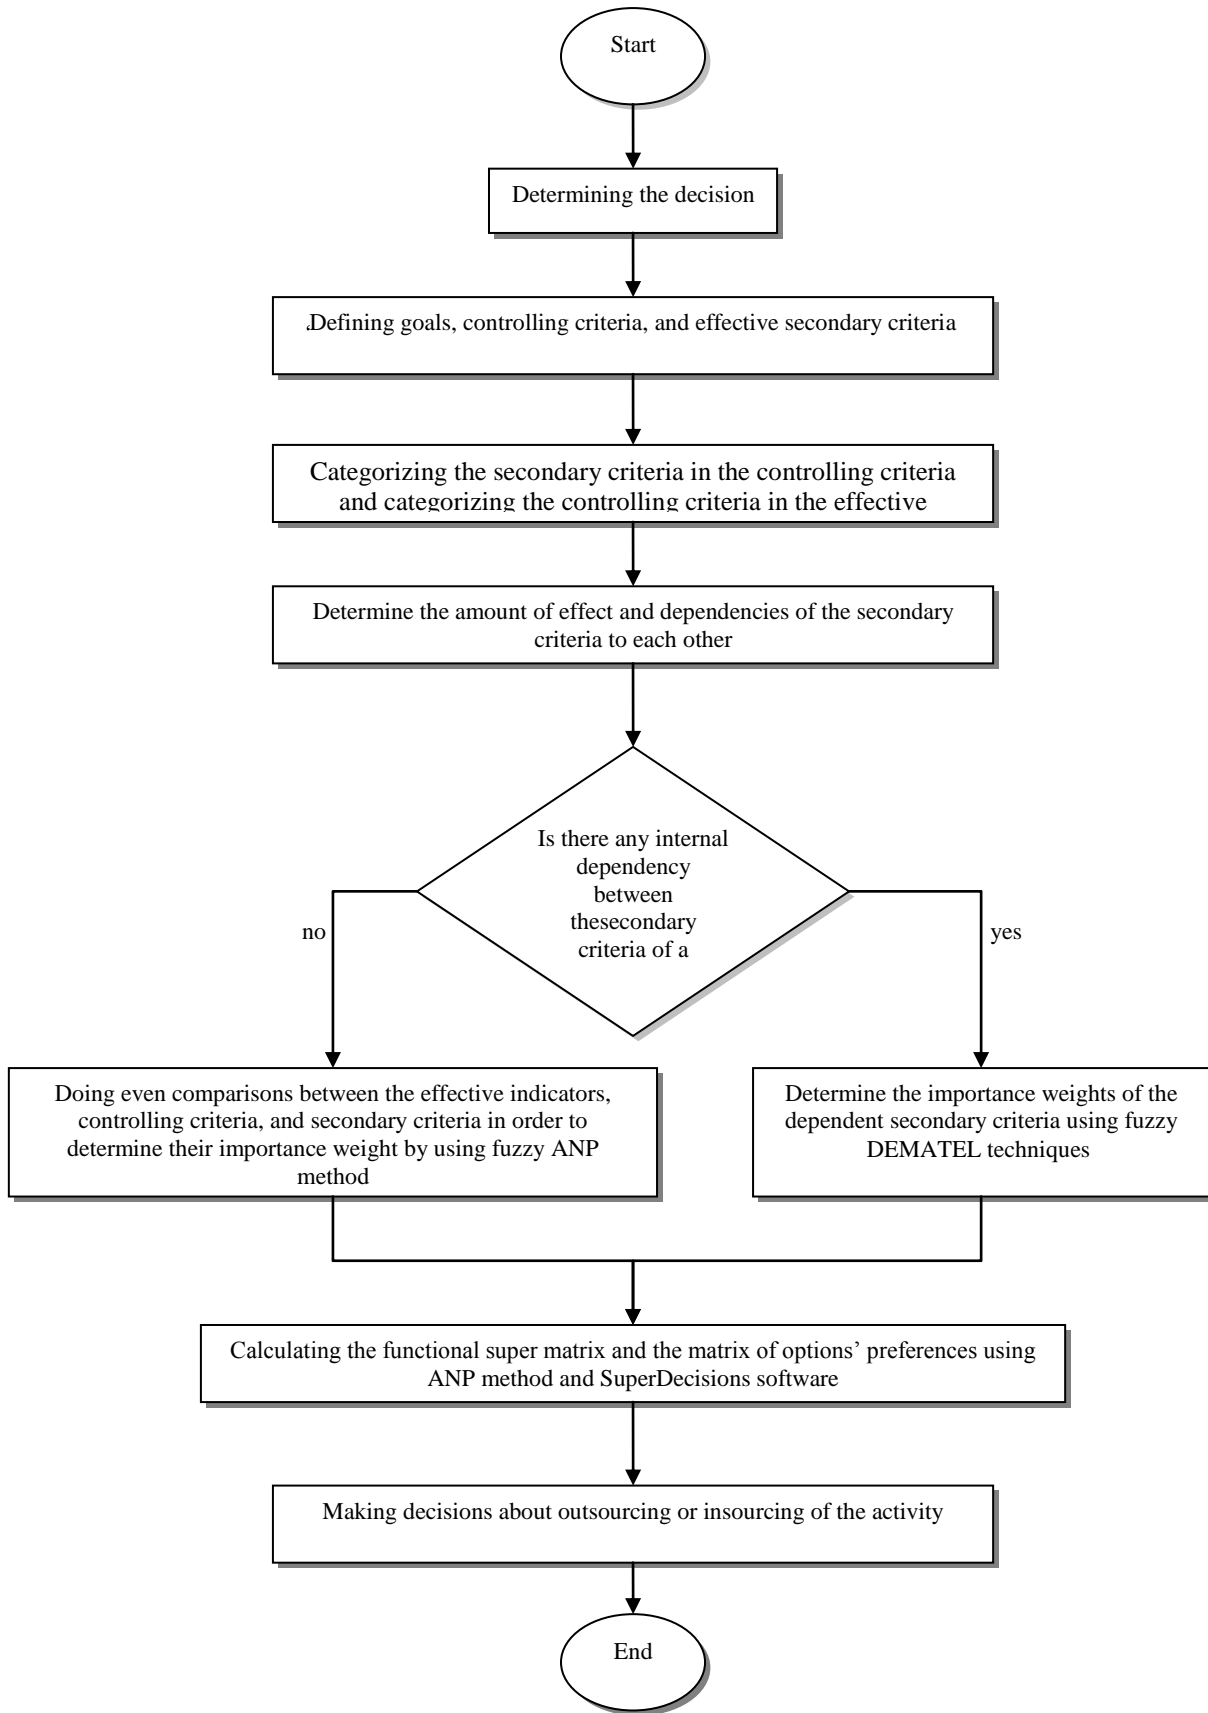 Start
Determining the decision
.Defining goals, controlling criteria, and effective secondary criteria
Categorizing the secondary criteria in the controlling criteria
and categorizing the controlling criteria in the effective
Determine the amount of effect and dependencies of the secondary
criteria to each other
Is there any internal
dependency
between
thesecondary
criteria of a
no
yes
Doing even comparisons between the effective indicators,
controlling criteria, and secondary criteria in order to
determine their importance weight by using fuzzy ANP
method
Determine the importance weights of the
dependent secondary criteria using fuzzy
DEMATEL techniques
Calculating the functional super matrix and the matrix of options’ preferences using
ANP method and SuperDecisions software
Making decisions about outsourcing or insourcing of the activity
End